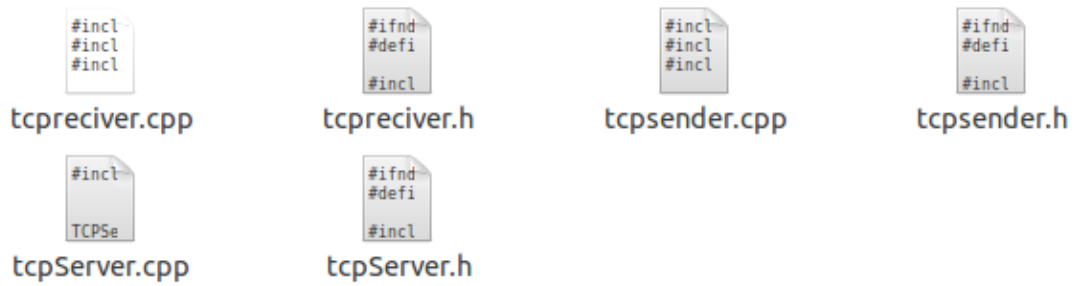 #incl
#incl
#incl
tcpreciver.cpp
#ifnd
#defi
#incl
tcpreciver.h
#incl
#incl
#incl
tcpsender.cpp
#ifnd
#defi
#incl
tcpsender.h
#incl
TCPSe
tcpServer.cpp
#ifnd
#defi
#incl
tcpServer.h